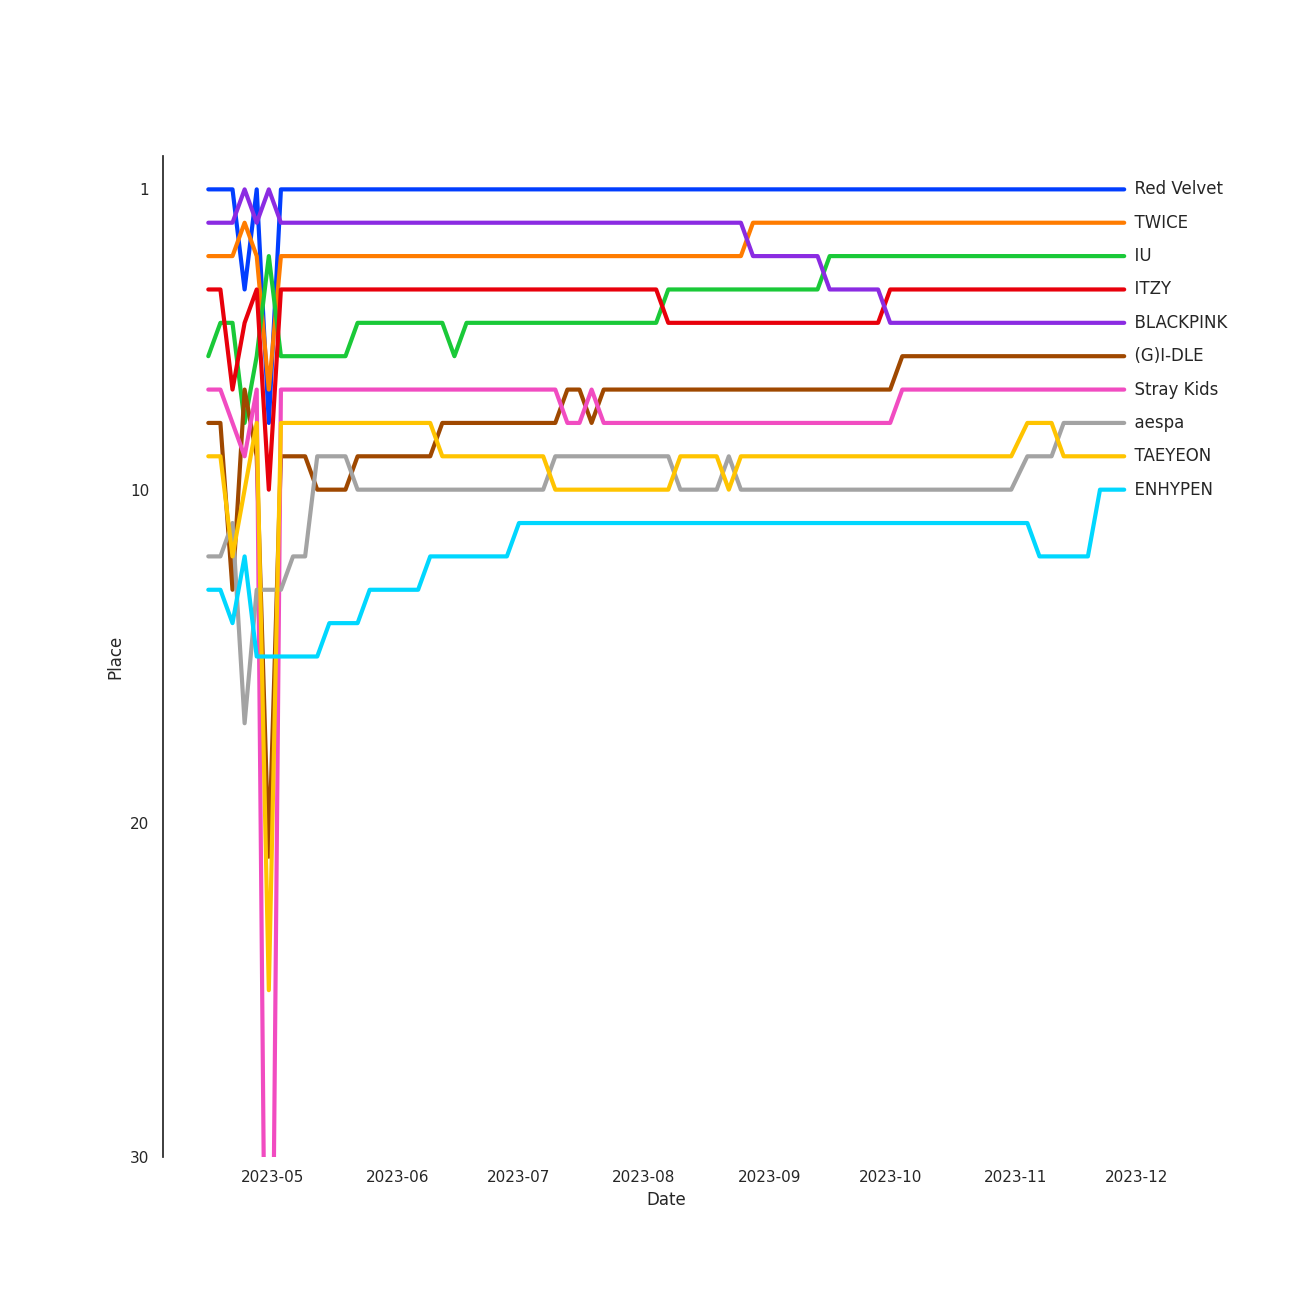 1
10
20
30
Place
2023-05
2023-06
2023-07
2023-08
2023-09
2023-10
2023-11
2023-12
Date
Red Velvet
TWICE
IU
ITZY
BLACKPINK
(G)I-DLE
Stray Kids
aespa
TAEYEON
ENHYPEN